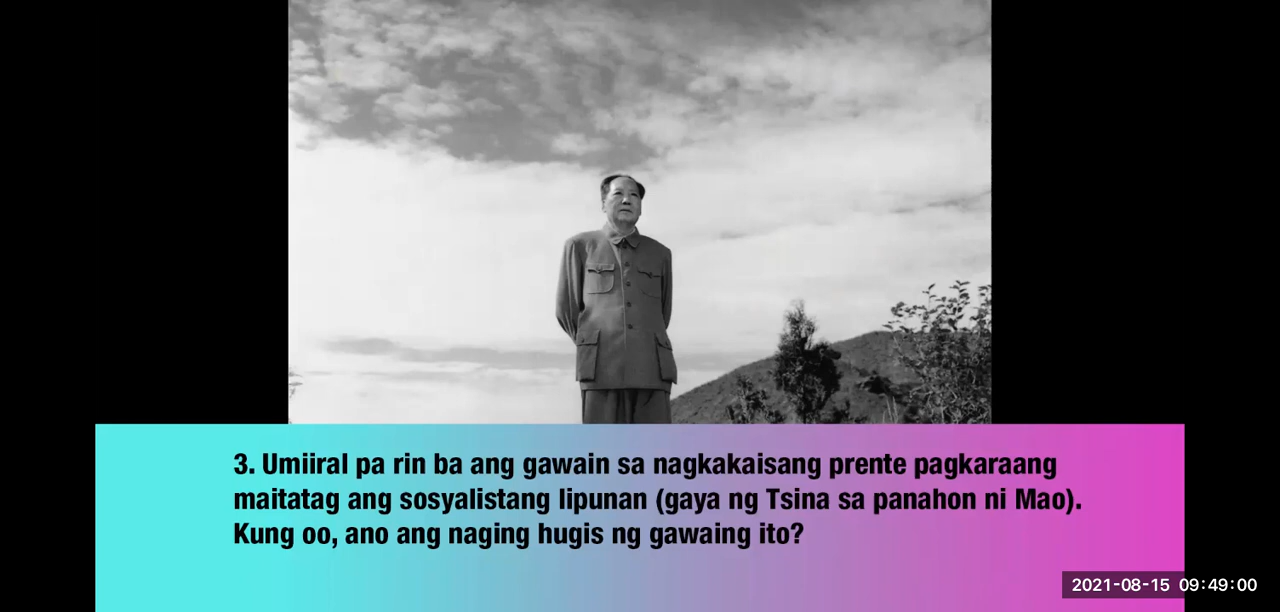 3. Umiiral pa rin ba ang gawain sa nagkakaisang prente pagkaraang
maitatag ang sosyalistang lipunan (gaya ng Tsina sa panahon ni Mao).
Kung oo, ano ang naging hugis ng gawaing ito?
2021-08-15 09:49:00